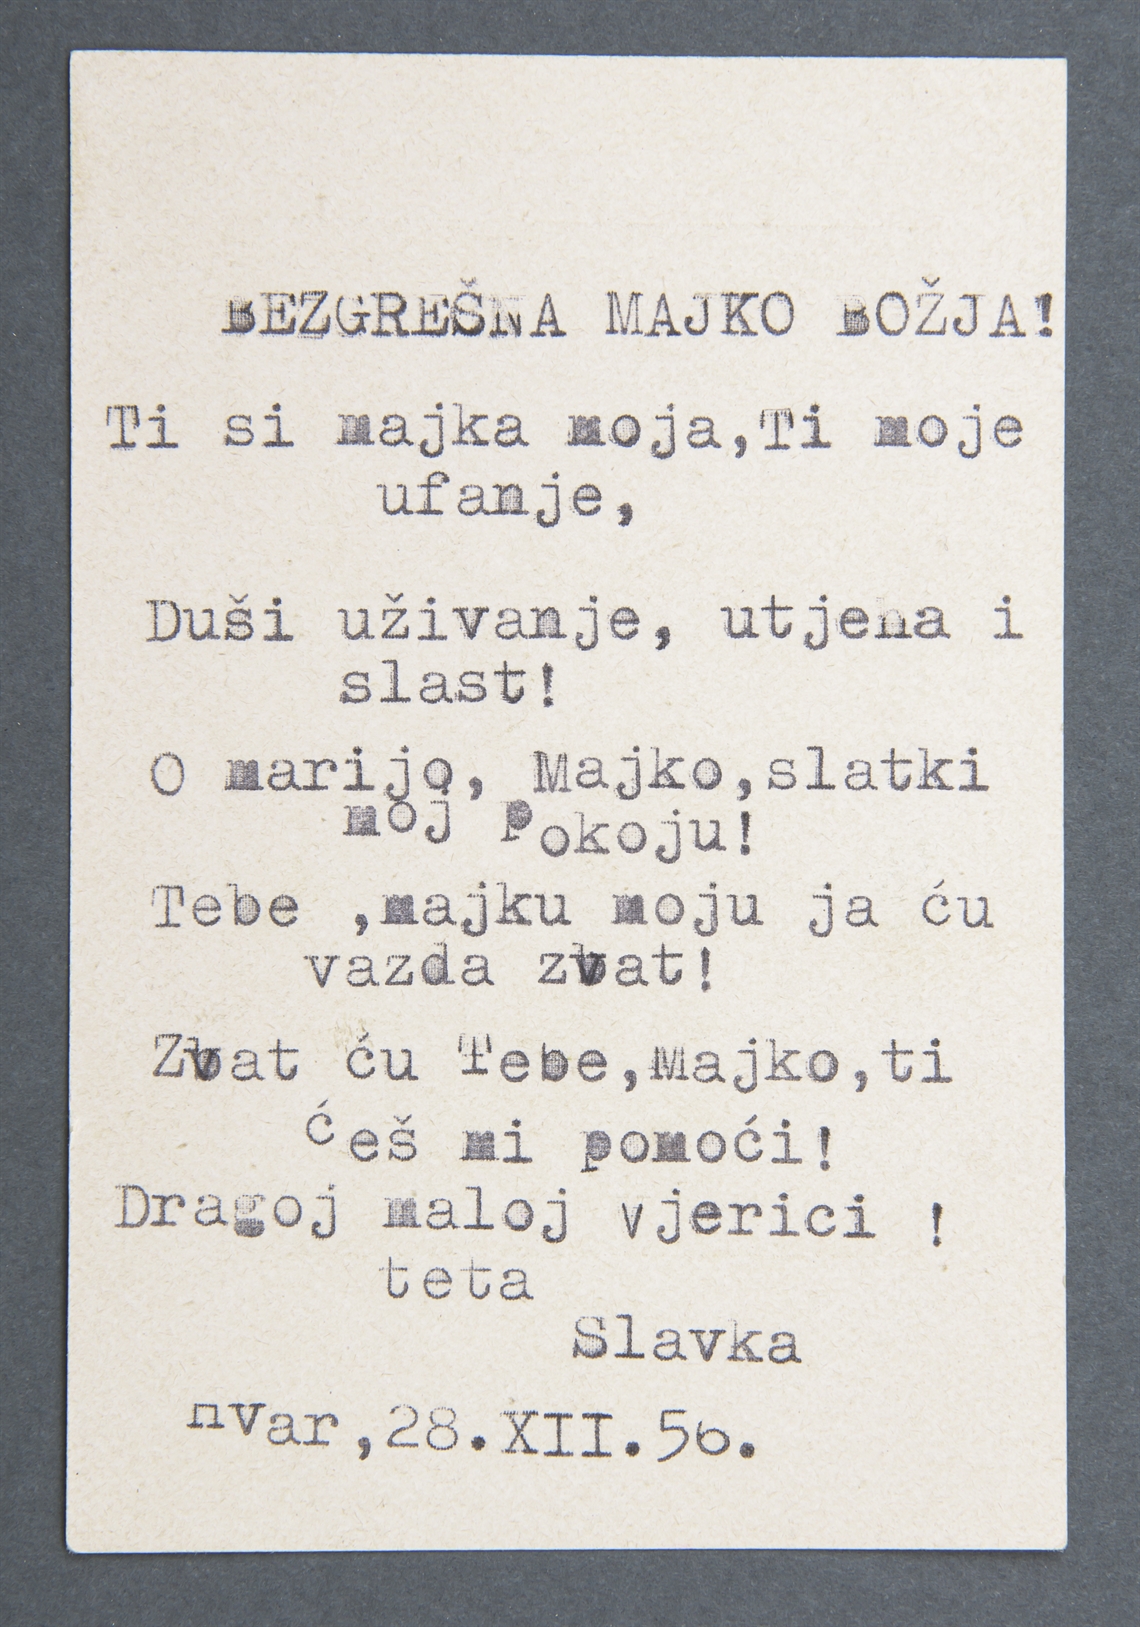 BEZGREŠNA MAJKO BOŽJA!
Ti si majka moja,Ti moje
ufanje,
Duši uživanje, utjeha i
slast!
O marijo, Majko,slatki
moj Pokoju!
Tebe ,majku moju ja ću
vazda zvat!
Zvat ću Tebe,Majko,ti
ćeš mi pomoći!
Dragoj maloj vjerici !
teta
Slavka
Hvar,28.XII.56.